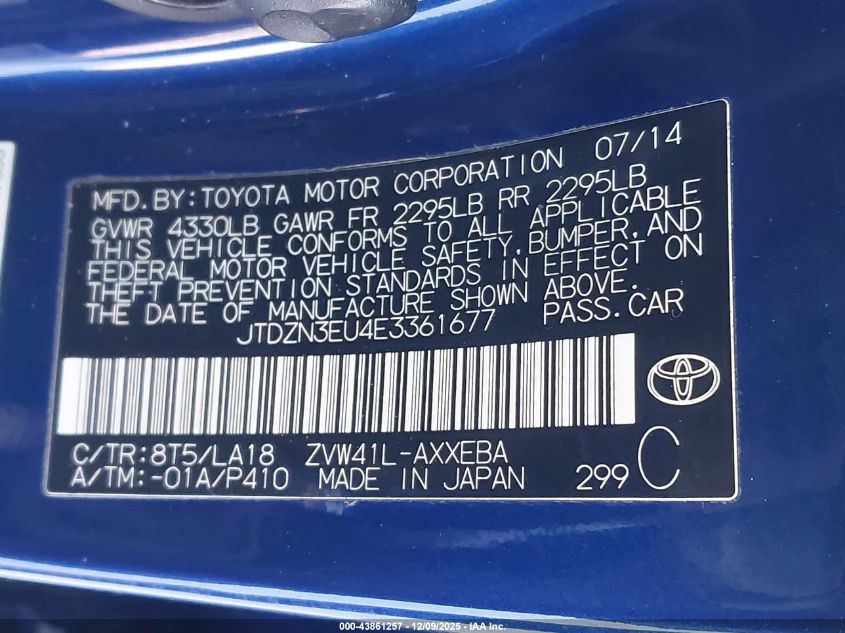 07/14
MFD.BY:TOYOTA MOTOR CORPORATION
GVWR 4330LB GAWR FR 2295LB RR 2295LB
THIS VEHICLE CONFORMS TO ALL APPLICABLE
FEDERAL MOTOR VEHICLE SAFETY,BUMPER,AND
THEFT PREVENTION STANDARDS IN EFFECT ON
THE DATE OF MANUFACTURE SHOWN ABOVE.
JTDZN3EU4E3361677 PASS.CAR
C/TR:8T5/LA18 ZVW41L-AXXEBA
A/TM:-01A/P410 MADE IN JAPAN 299 C
000-43861257 - 12/09/2025 - IAA Inc.